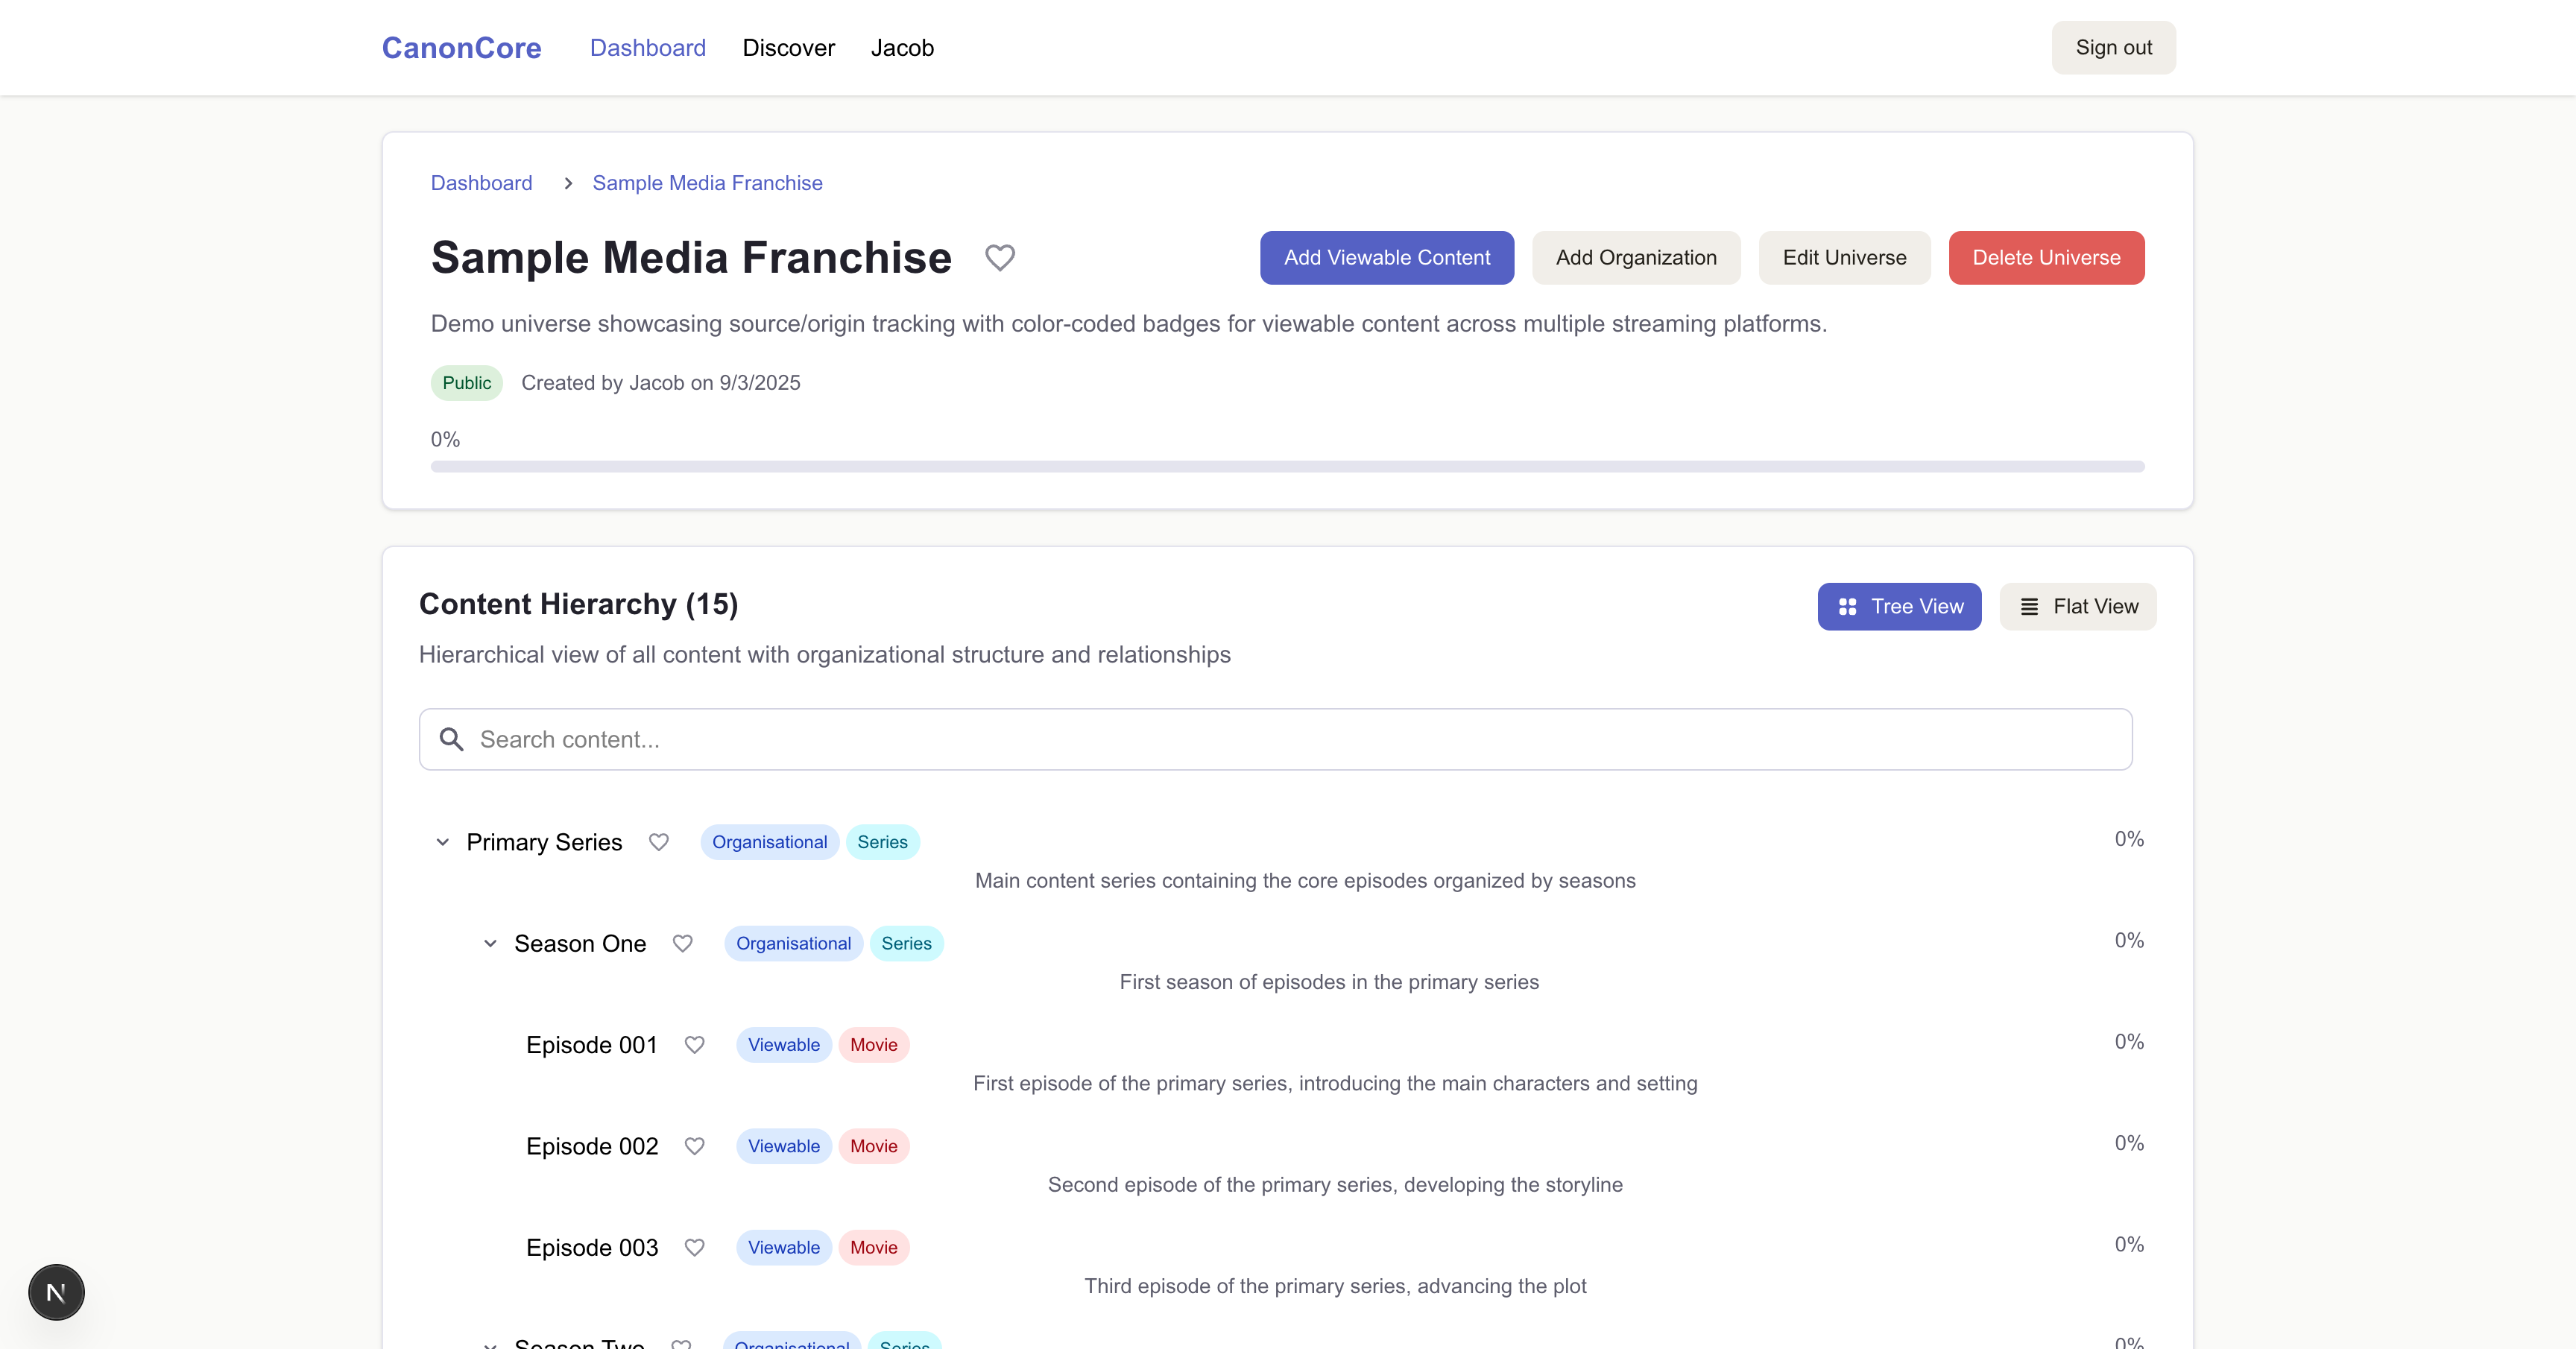 CanonCore Dashboard Discover Jacob Sign out
Dashboard > Sample Media Franchise
Sample Media Franchise Add Viewable Content Add Organization Edit Universe Delete Universe
Demo universe showcasing source/origin tracking with color-coded badges for viewable content across multiple streaming platforms.
Public Created by Jacob on 9/3/2025
0%
Content Hierarchy (15) Tree View Flat View
Hierarchical view of all content with organizational structure and relationships
Search content...
Primary Series Organisational Series 0%
Main content series containing the core episodes organized by seasons
Season One Organisational Series 0%
First season of episodes in the primary series
Episode 001 Viewable Movie 0%
First episode of the primary series, introducing the main characters and setting
Episode 002 Viewable Movie 0%
Second episode of the primary series, developing the storyline
Episode 003 Viewable Movie 0%
Third episode of the primary series, advancing the plot
N
Season Two Organisational Series 0%